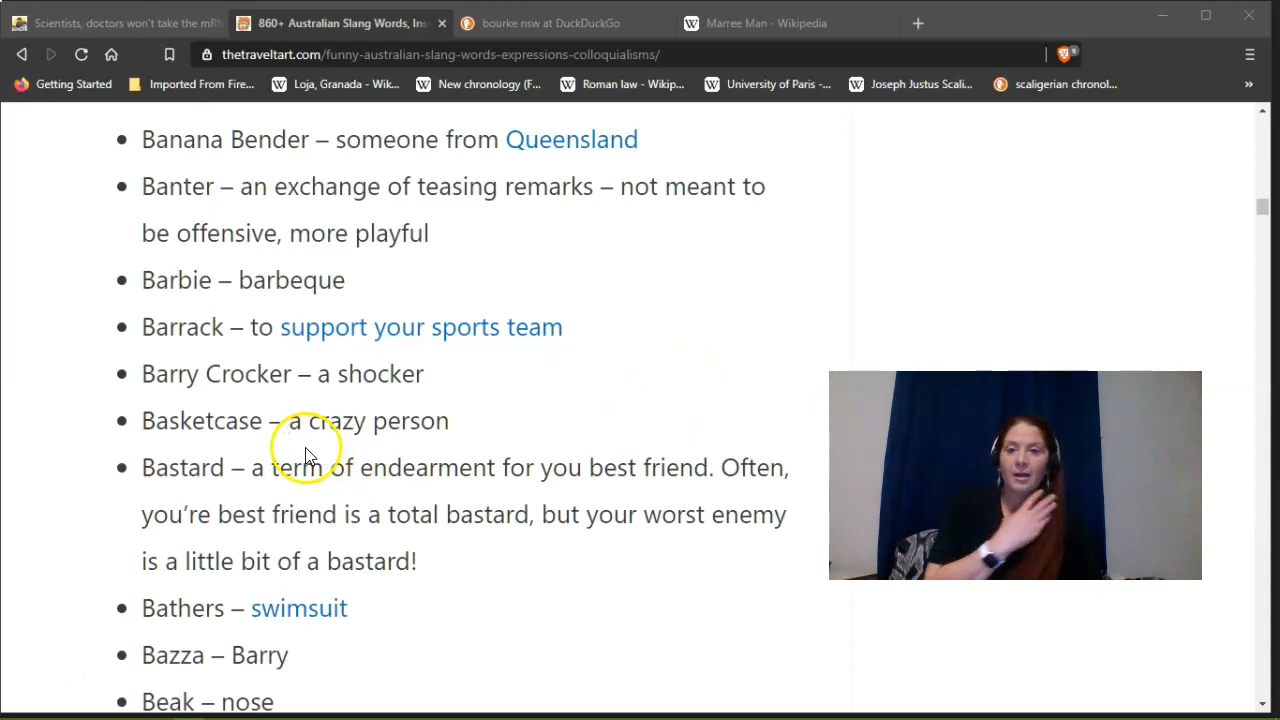 Scientists, doctors won't take the mRN
860+ Australian Slang Words, Ins
bourke nsw at DuckDuckGo
Marree Man - Wikipedia
thetraveltart.com/funny-australian-slang-words-expressions-colloquialisms/
Getting Started
Imported From Fire...
Loja, Granada - Wik...
New chronology (F...
Roman law - Wikip...
University of Paris -...
Joseph Justus Scali...
scaligerian chronol...
• Banana Bender – someone from Queensland
• Banter – an exchange of teasing remarks – not meant to
be offensive, more playful
• Barbie – barbeque
• Barrack – to support your sports team
• Barry Crocker – a shocker
• Basketcase – a crazy person
• Bastard – a term of endearment for you best friend. Often,
you're best friend is a total bastard, but your worst enemy
is a little bit of a bastard!
• Bathers – swimsuit
• Bazza – Barry
• Beak – nose